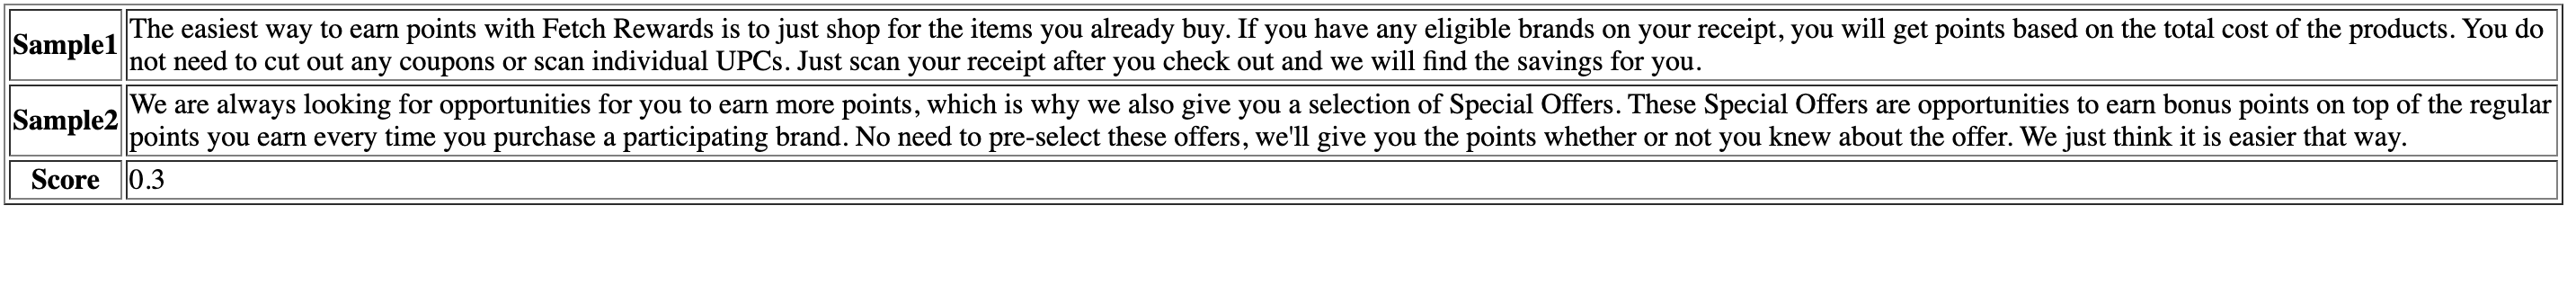 Sample1 The easiest way to earn points with Fetch Rewards is to just shop for the items you already buy. If you have any eligible brands on your receipt, you will get points based on the total cost of the products. You do
not need to cut out any coupons or scan individual UPCs. Just scan your receipt after you check out and we will find the savings for you.
Sample2 We are always looking for opportunities for you to earn more points, which is why we also give you a selection of Special Offers. These Special Offers are opportunities to earn bonus points on top of the regular
points you earn every time you purchase a participating brand. No need to pre-select these offers, we'll give you the points whether or not you knew about the offer. We just think it is easier that way.
Score 0.3